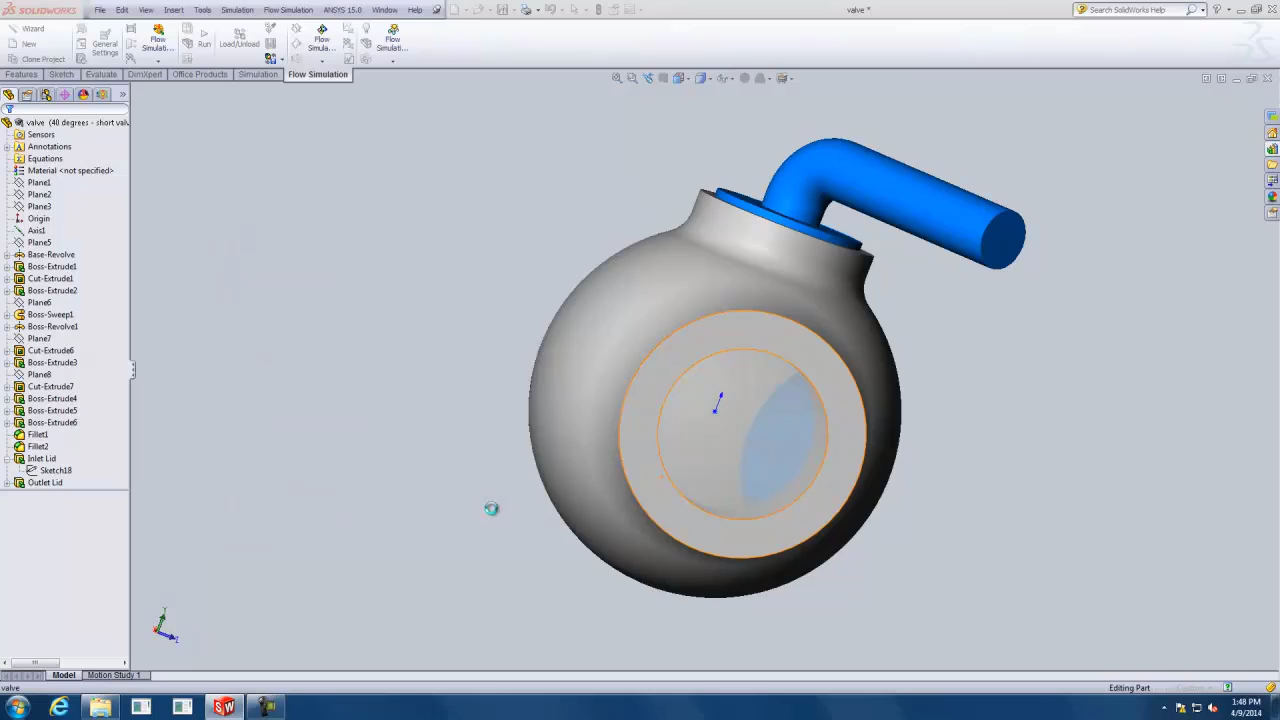 SOLIDWORKS File Edit View Insert Tools Simulation Flow Simulation ANSYS 15.0 Window Help valve * Search SolidWorks Help
Wizard
New
Clone Project
General Settings
Flow Simulati...
Run
Load/Unload
Flow Simula...
Flow Simulati...
Features Sketch Evaluate DimXpert Office Products Simulation Flow Simulation
valve (40 degrees - short valv
Sensors
Annotations
Equations
Material <not specified>
Plane1
Plane2
Plane3
Origin
Axis1
Plane5
Base-Revolve
Boss-Extrude1
Cut-Extrude1
Boss-Extrude2
Plane6
Boss-Sweep1
Boss-Revolve1
Plane7
Cut-Extrude6
Boss-Extrude3
Plane8
Cut-Extrude7
Boss-Extrude4
Boss-Extrude5
Boss-Extrude6
Fillet1
Fillet2
Inlet Lid
Sketch18
Outlet Lid
Y
Z
Model Motion Study 1
valve Editing Part
1:48 PM
4/9/2014